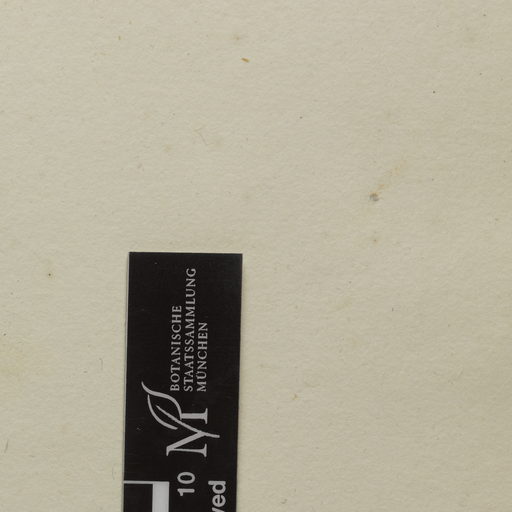 BOTANISCHE
STAATSSAMMLUNG
MÜNCHEN
M
10